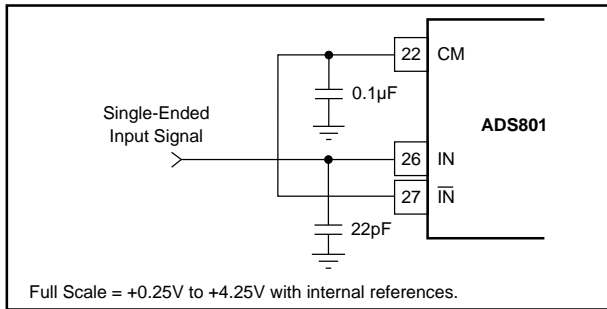 22 CM
0.1µF
Single-Ended
Input Signal
ADS801
26 IN
27 I̅N̅
22pF
Full Scale = +0.25V to +4.25V with internal references.